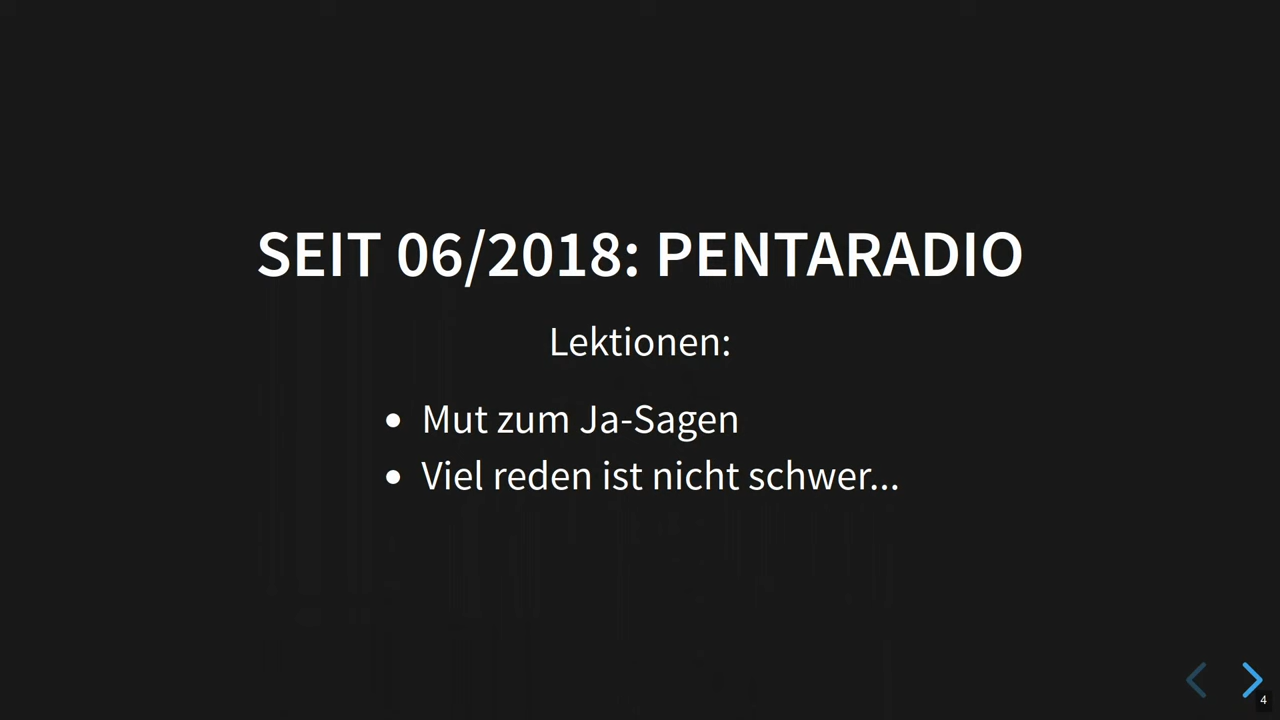 SEIT 06/2018: PENTARADIO
Lektionen:
• Mut zum Ja-Sagen
• Viel reden ist nicht schwer...
4